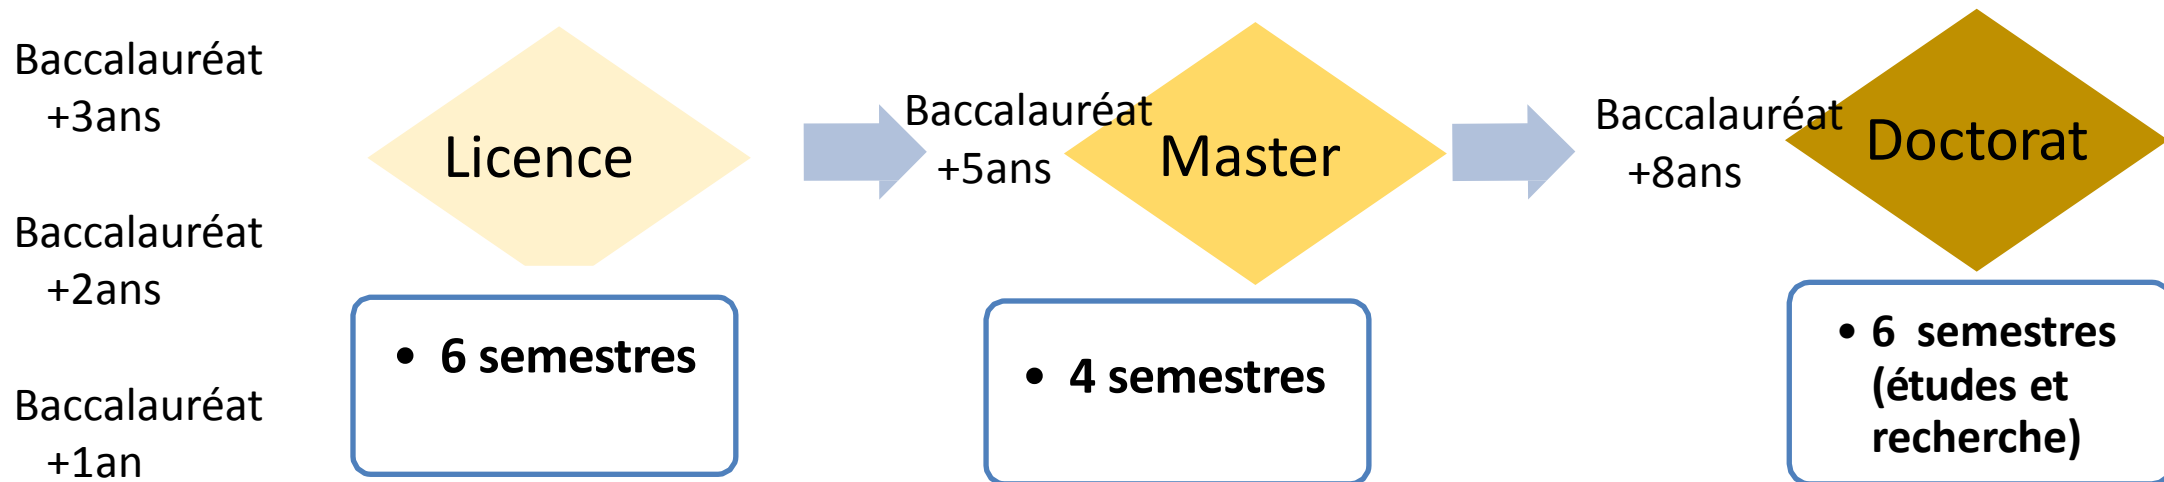 Baccalauréat
+3ans
Baccalauréat
+2ans
Baccalauréat
+1an
Licence
• 6 semestres
Baccalauréat
+5ans
Master
• 4 semestres
Baccalauréat
+8ans
Doctorat
• 6 semestres
(études et
recherche)